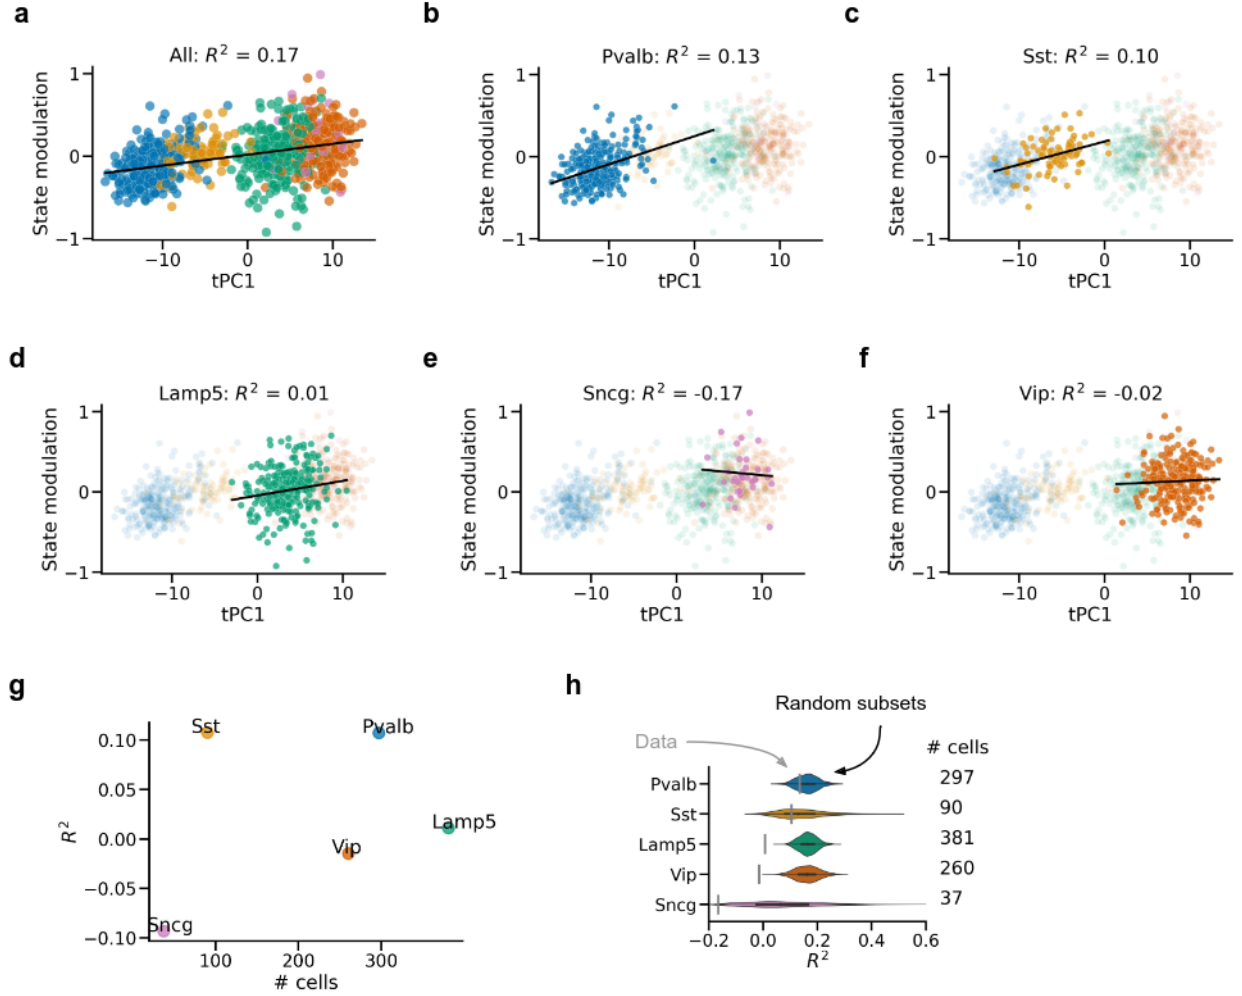 a
b
c
All: R² = 0.17
Pvalb: R² = 0.13
Sst: R² = 0.10
State modulation
1
0
−1
−10
0
10
tPC1
State modulation
1
0
−1
−10
0
10
tPC1
State modulation
1
0
−1
−10
0
10
tPC1
d
e
f
Lamp5: R² = 0.01
Sncg: R² = -0.17
Vip: R² = -0.02
State modulation
1
0
−1
−10
0
10
tPC1
State modulation
1
0
−1
−10
0
10
tPC1
State modulation
1
0
−1
−10
0
10
tPC1
g
R²
0.10
0.05
0.00
−0.05
−0.10
Sst
Pvalb
Lamp5
Vip
Sncg
100
200
300
# cells
h
Random subsets
Data
# cells
Pvalb
297
Sst
90
Lamp5
381
Vip
260
Sncg
37
−0.2
0.0
0.2
0.4
0.6
R²